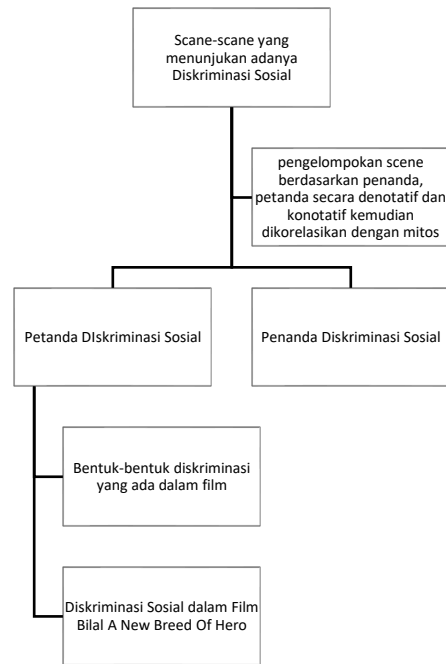 Scane-scane yang
menunjukan adanya
Diskriminasi Sosial
pengelompokan scene
berdasarkan penanda,
petanda secara denotatif dan
konotatif kemudian
dikorelasikan dengan mitos
Petanda DIskriminasi Sosial
Penanda Diskriminasi Sosial
Bentuk-bentuk diskriminasi
yang ada dalam film
Diskriminasi Sosial dalam Film
Bilal A New Breed Of Hero